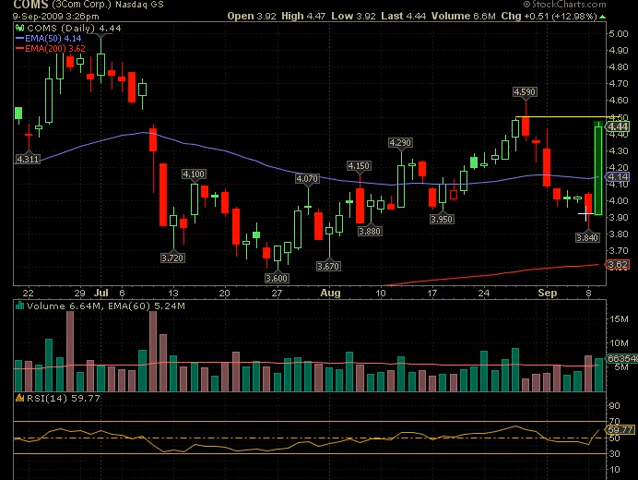 COMS (3Com Corp.) Nasdaq GS
© StockCharts.com
9-Sep-2009 3:26pm
Open 3.92 High 4.47 Low 3.92 Last 4.44 Volume 6.6M Chg +0.51 (+12.98%)
COMS (Daily) 4.44
EMA(50) 4.14
EMA(200) 3.62
5.00
4.90
4.80
4.70
4.60
4.50
4.44
4.40
4.30
4.20
4.14
4.10
4.00
3.90
3.80
3.70
3.62
3.50
4.590
4.311
4.100
4.070
4.150
4.290
3.950
3.880
3.840
3.720
3.670
3.600
22 29 Jul 6 13 20 27 Aug 10 17 24 Sep 8
Volume 6.64M, EMA(60) 5.24M
15M
10M
5M
RSI(14) 59.77
90
70
59.77
50
30
10